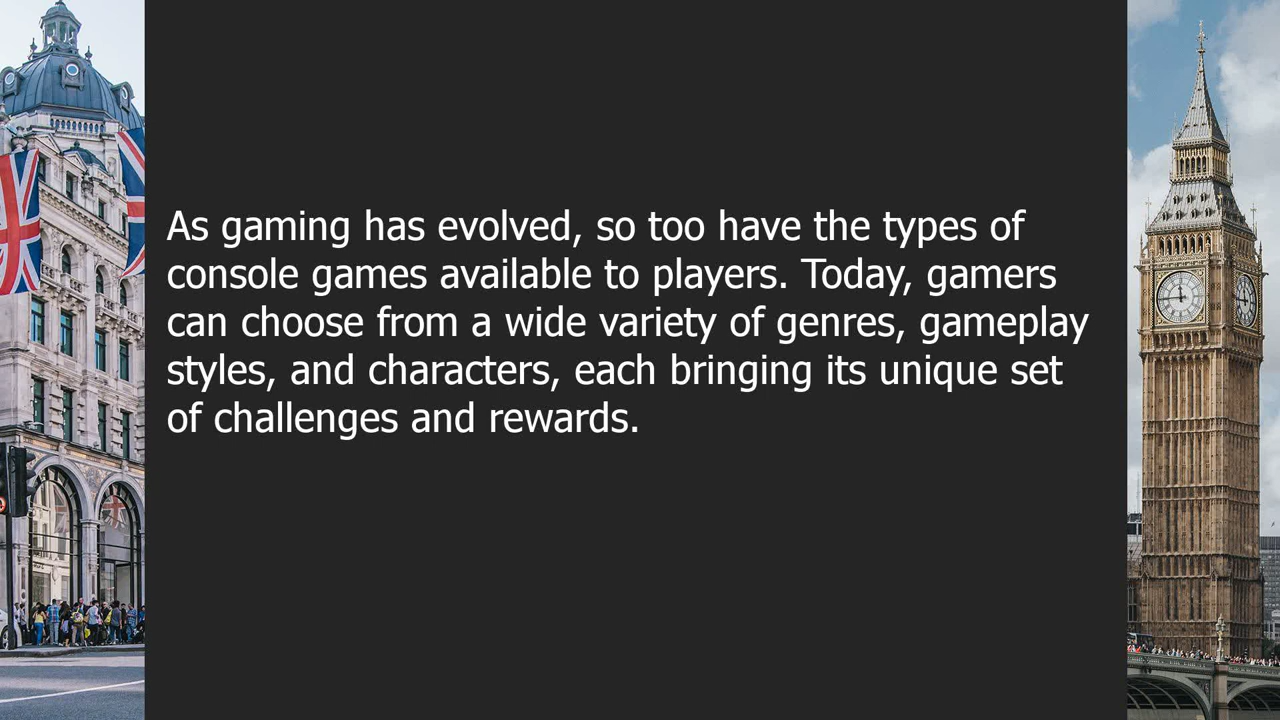 As gaming has evolved, so too have the types of
console games available to players. Today, gamers
can choose from a wide variety of genres, gameplay
styles, and characters, each bringing its unique set
of challenges and rewards.